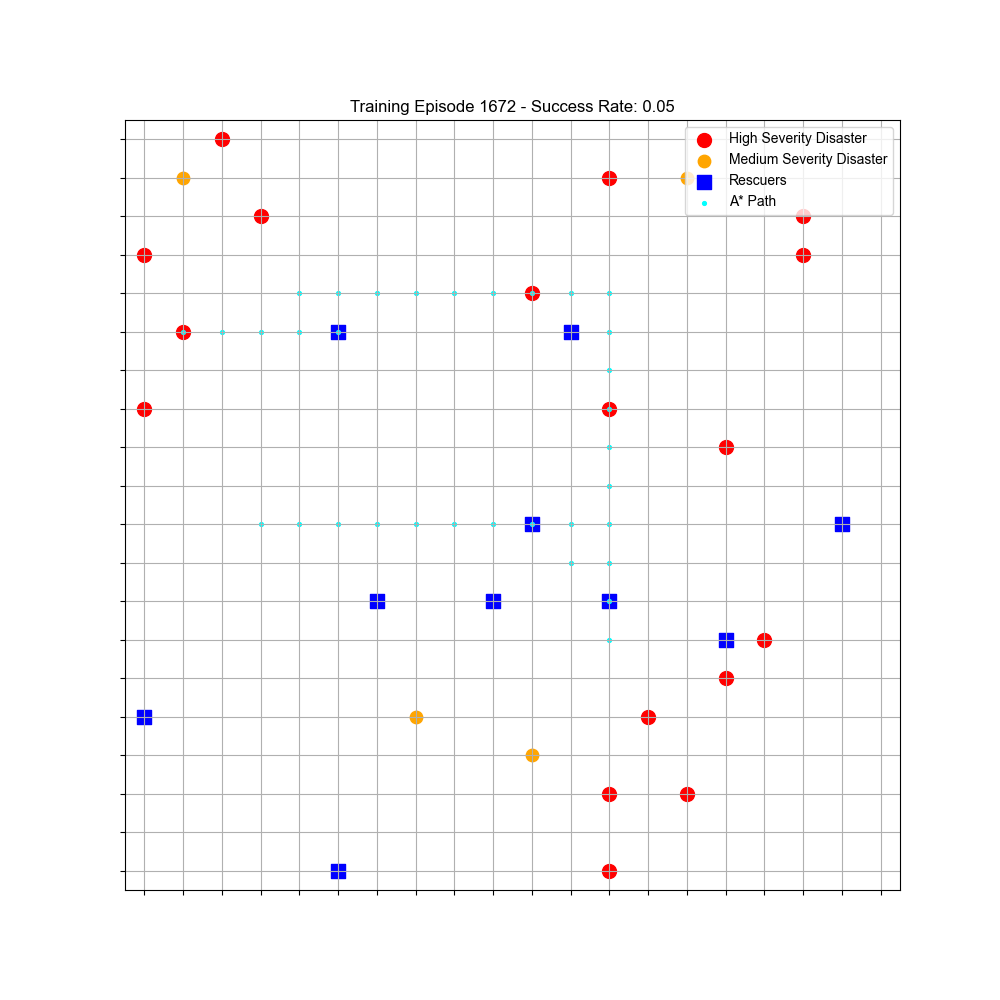 Training Episode 1672 - Success Rate: 0.05
High Severity Disaster
Medium Severity Disaster
Rescuers
A* Path